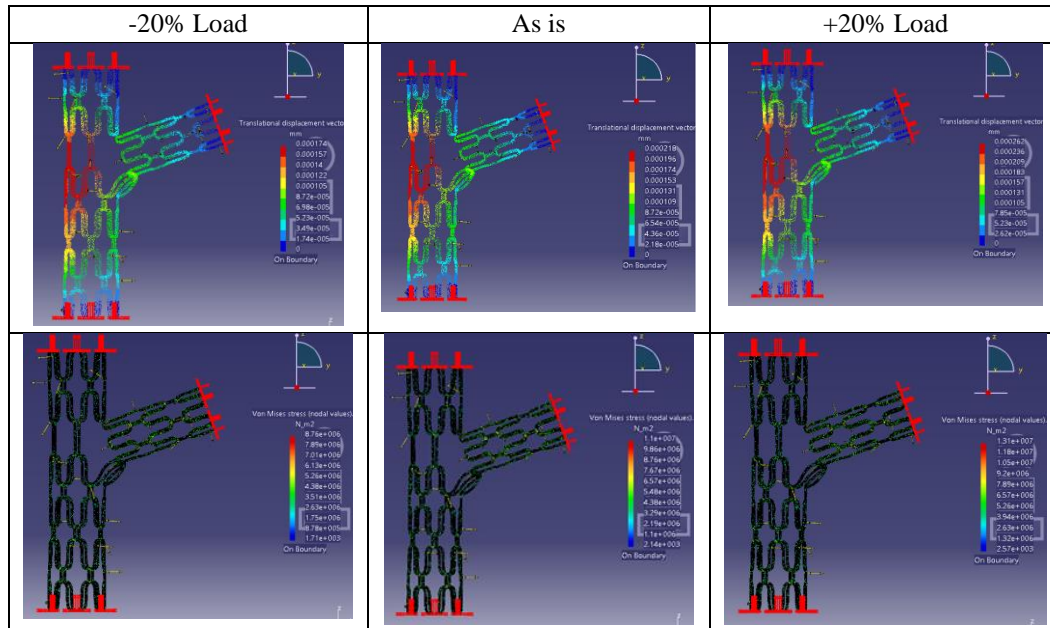 -20% Load
As is
+20% Load
z
x
y
Translational displacement vector
mm
0.000174
0.000157
0.00014
0.000122
0.000105
8.72e-005
6.98e-005
5.23e-005
3.49e-005
1.74e-005
0
On Boundary
z
x
y
Translational displacement vector
mm
0.000218
0.000196
0.000174
0.000153
0.000131
0.000109
8.72e-005
6.54e-005
4.36e-005
2.18e-005
0
On Boundary
z
x
y
Translational displacement vector
mm
0.000262
0.000236
0.000209
0.000183
0.000157
0.000131
0.000105
7.85e-005
5.23e-005
2.62e-005
0
On Boundary
z
x
y
Von Mises stress (nodal values).
N_m2
8.76e+006
7.89e+006
7.01e+006
6.13e+006
5.26e+006
4.38e+006
3.51e+006
2.63e+006
1.75e+006
8.78e+005
1.71e+003
On Boundary
z
x
y
Von Mises stress (nodal values).
N_m2
1.1e+007
9.86e+006
8.76e+006
7.67e+006
6.57e+006
5.48e+006
4.38e+006
3.29e+006
2.19e+006
1.1e+006
2.14e+003
On Boundary
z
x
y
Von Mises stress (nodal values).
N_m2
1.31e+007
1.18e+007
1.05e+007
9.2e+006
7.89e+006
6.57e+006
5.26e+006
3.94e+006
2.63e+006
1.32e+006
2.57e+003
On Boundary